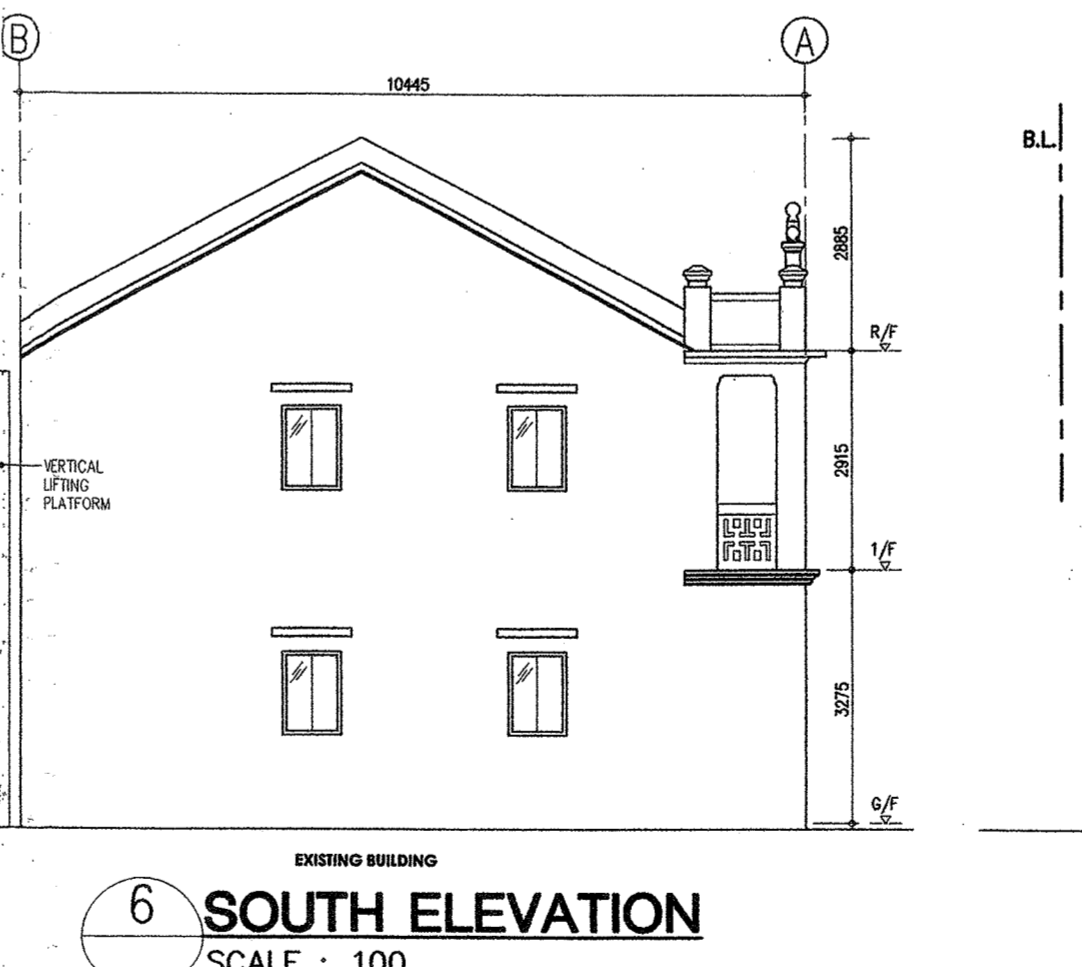 B
A
10445
B.L.
2885
R/F
2915
VERTICAL
LIFTING
PLATFORM
1/F
3275
G/F
EXISTING BUILDING
6
SOUTH ELEVATION
SCALE : 100